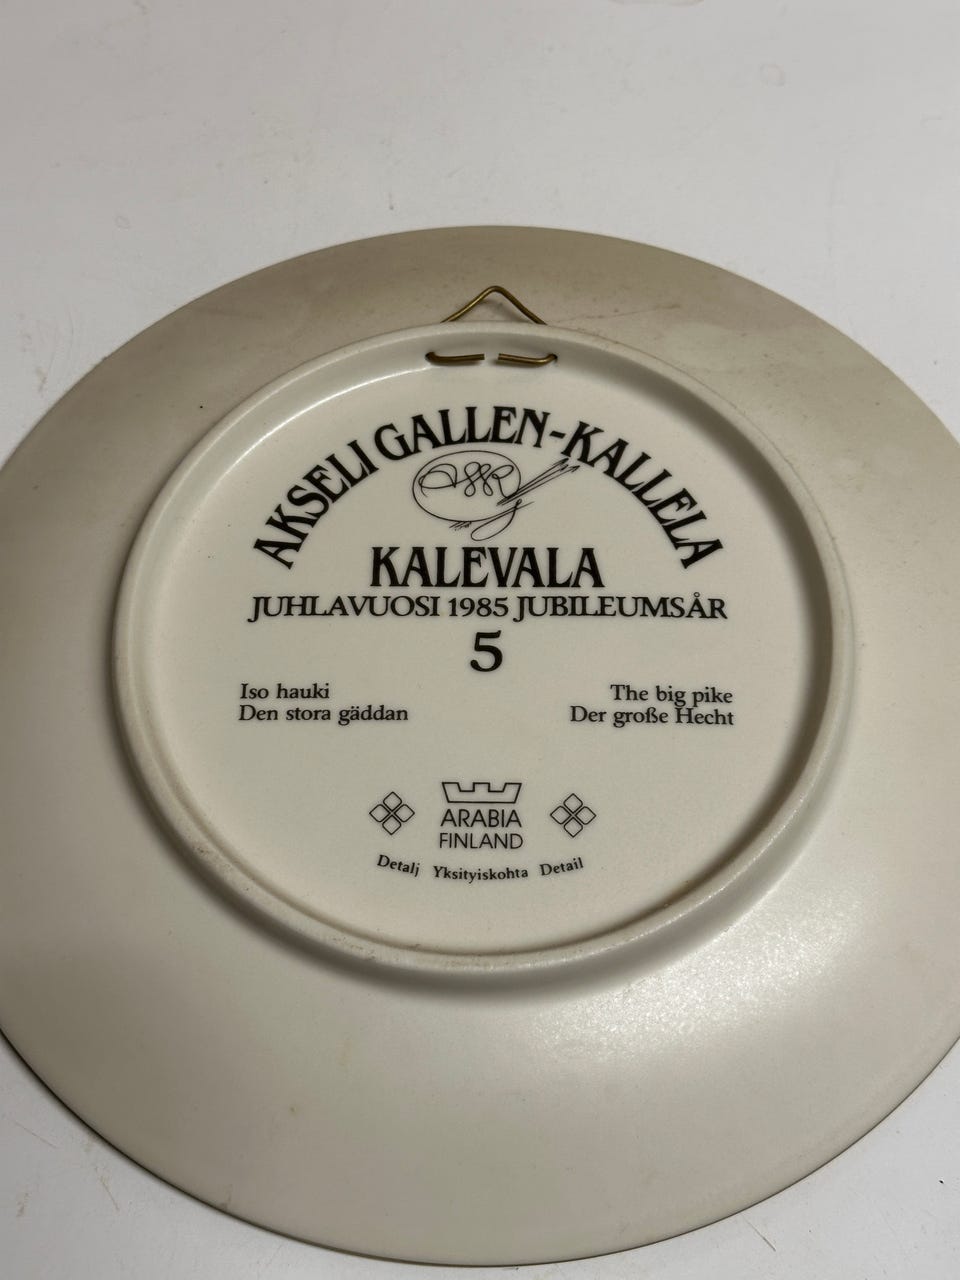 AKSELI GALLEN-KALLELA
KALEVALA
JUHLAVUOSI 1985 JUBILEUMSÅR
5
Iso hauki
Den stora gäddan
The big pike
Der große Hecht
ARABIA
FINLAND
Detalj Yksityiskohta Detail